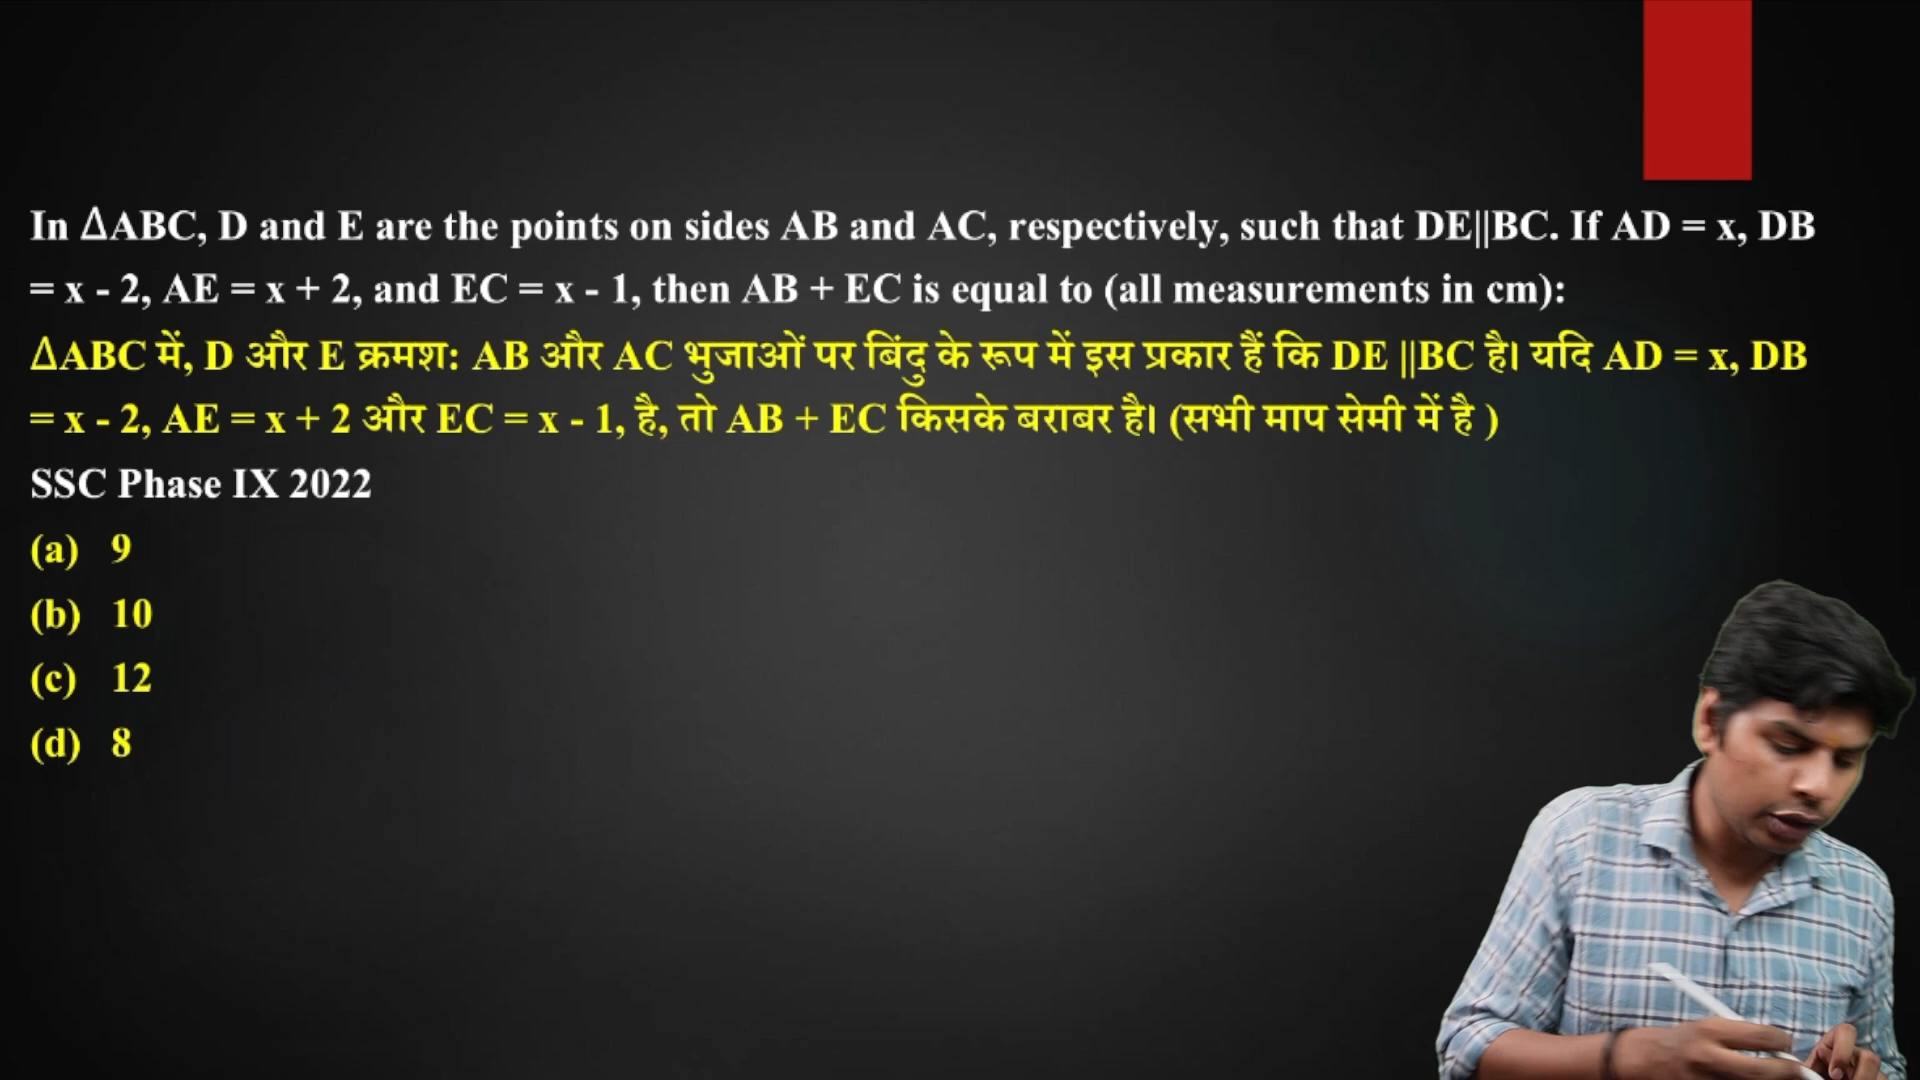 In ΔABC, D and E are the points on sides AB and AC, respectively, such that DE||BC. If AD = x, DB
= x - 2, AE = x + 2, and EC = x - 1, then AB + EC is equal to (all measurements in cm):
ΔABC में, D और E क्रमश: AB और AC भुजाओं पर बिंदु के रूप में इस प्रकार हैं कि DE ||BC है। यदि AD = x, DB
= x - 2, AE = x + 2 और EC = x - 1, है, तो AB + EC किसके बराबर है। (सभी माप सेमी में है )
SSC Phase IX 2022
(a) 9
(b) 10
(c) 12
(d) 8